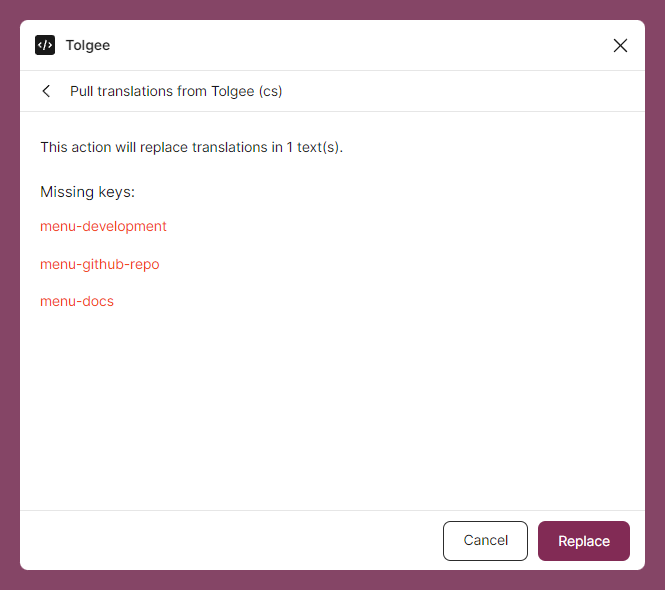 Tolgee
Pull translations from Tolgee (cs)
This action will replace translations in 1 text(s).
Missing keys:
menu-development
menu-github-repo
menu-docs
Cancel
Replace